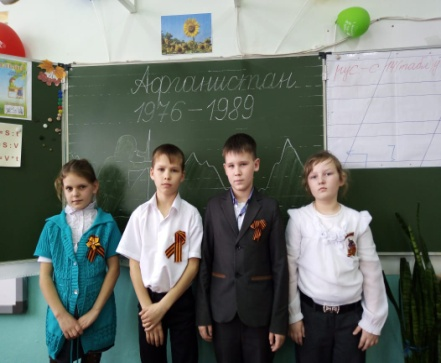 Афганистан
1976 – 1989
= S : t
= S : V
= V · t